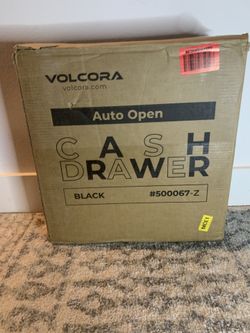 VOLCORA
volcora.com
Auto Open
CASH
DRAWER
BLACK #500067-Z